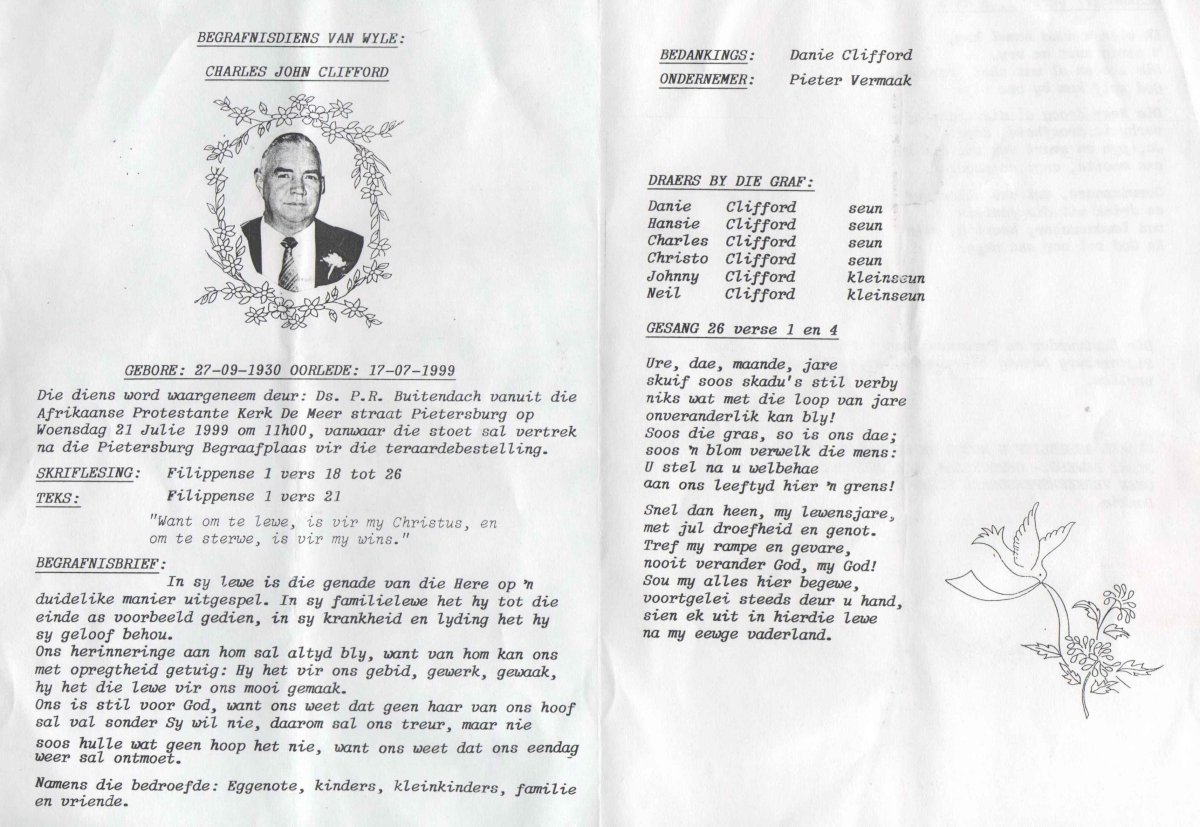 BEGRAFNISDIENS VAN WYLE:
CHARLES JOHN CLIFFORD
GEBORE: 27-09-1930 OORLEDE: 17-07-1999
Die diens word waargeneem deur: Ds. P.R. Buitendach vanuit die
Afrikaanse Protestante Kerk De Meer straat Pietersburg op
Woensdag 21 Julie 1999 om 11h00, vanwaar die stoet sal vertrek
na die Pietersburg Begraafplaas vir die teraardebestelling.
SKRIFLESING: Filippense 1 vers 18 tot 26
TEKS: Filippense 1 vers 21
"Want om te lewe, is vir my Christus, en
om te sterwe, is vir my wins."
BEGRAFNISBRIEF:
In sy lewe is die genade van die Here op 'n
duidelike manier uitgespel. In sy familielewe het hy tot die
einde as voorbeeld gedien, in sy krankheid en lyding het hy
sy geloof behou.
Ons herinneringe aan hom sal altyd bly, want van hom kan ons
met opregtheid getuig: Hy het vir ons gebid, gewerk, gewaak,
hy het die lewe vir ons mooi gemaak.
Ons is stil voor God, want ons weet dat geen haar van ons hoof
sal val sonder Sy wil nie, daarom sal ons treur, maar nie
soos hulle wat geen hoop het nie, want ons weet dat ons eendag
weer sal ontmoet.
Namens die bedroefde: Eggenote, kinders, kleinkinders, familie
en vriende.
BEDANKINGS: Danie Clifford
ONDERNEMER: Pieter Vermaak
DRAERS BY DIE GRAF:
Danie Clifford seun
Hansie Clifford seun
Charles Clifford seun
Christo Clifford seun
Johnny Clifford kleinseun
Neil Clifford kleinseun
GESANG 26 verse 1 en 4
Ure, dae, maande, jare
skuif soos skadu's stil verby
niks wat met die loop van jare
onveranderlik kan bly!
Soos die gras, so is ons dae;
soos 'n blom verwelk die mens:
U stel na u welbehae
aan ons leeftyd hier 'n grens!
Snel dan heen, my lewensjare,
met jul droefheid en genot.
Tref my rampe en gevare,
nooit verander God, my God!
Sou my alles hier begewe,
voortgelei steeds deur u hand,
sien ek uit in hierdie lewe
na my eewge vaderland.